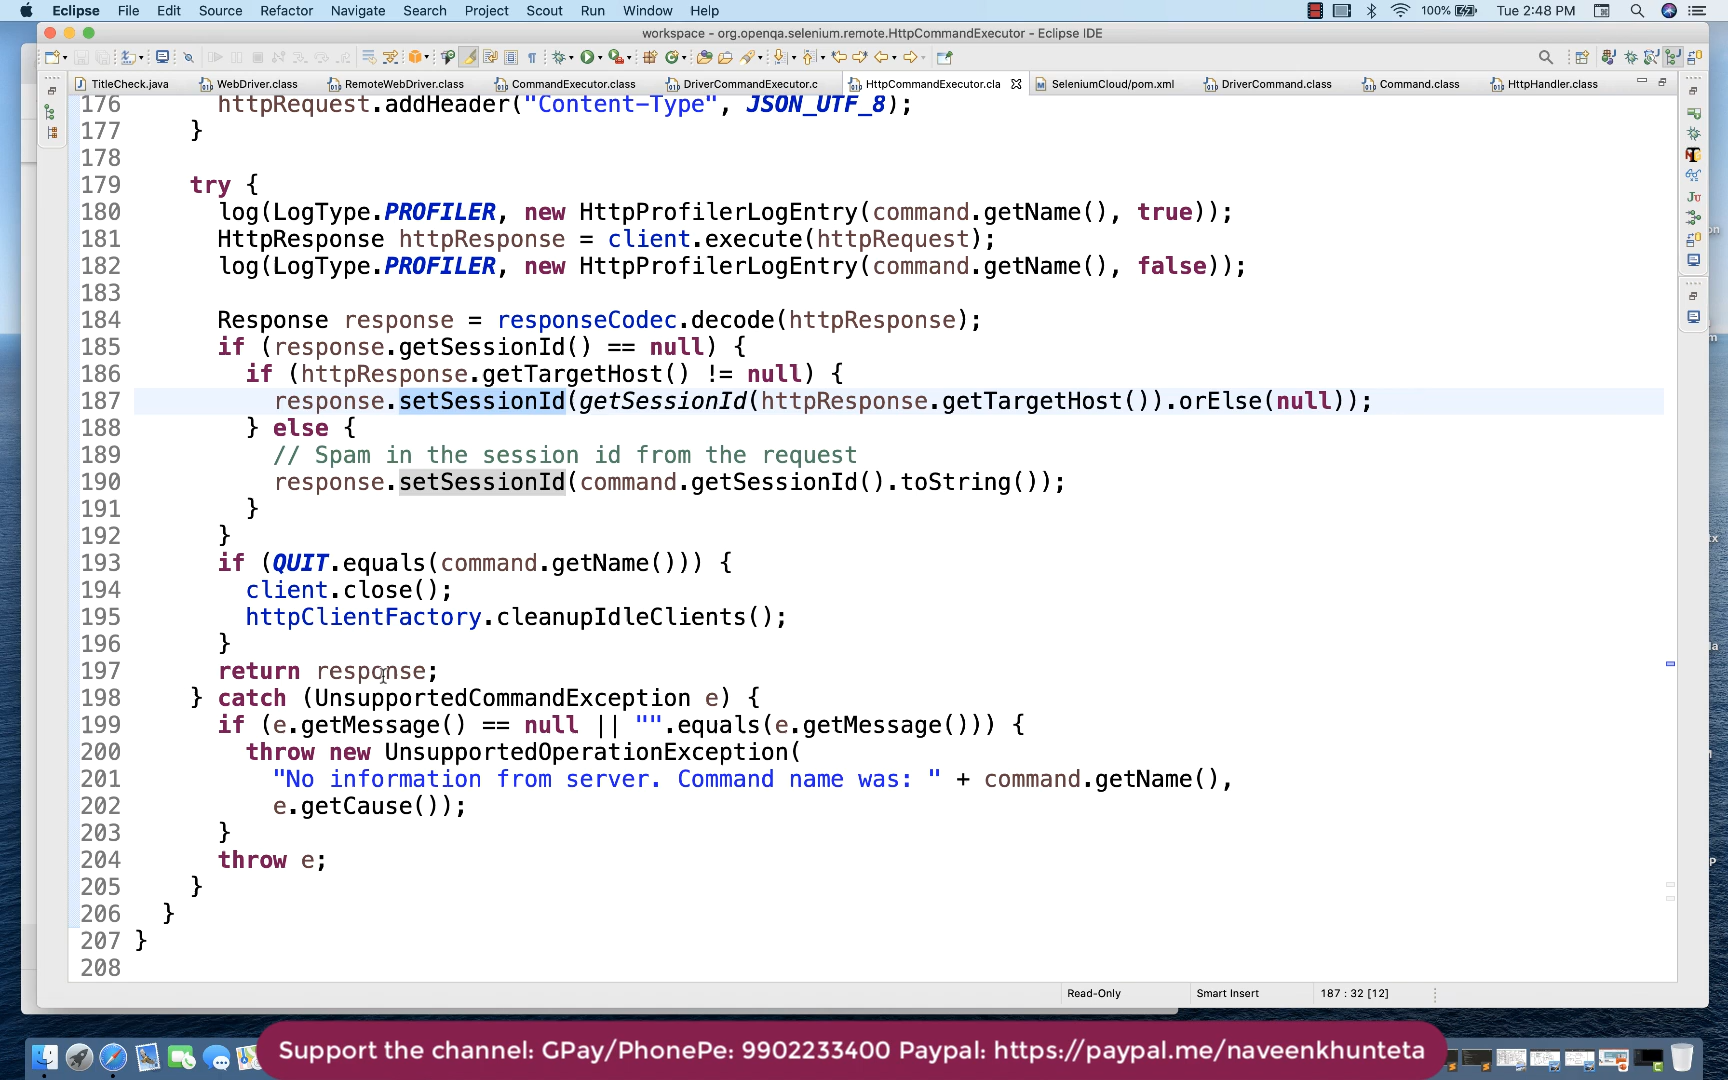 Eclipse File Edit Source Refactor Navigate Search Project Scout Run Window Help 100% Tue 2:48 PM
workspace - org.openqa.selenium.remote.HttpCommandExecutor - Eclipse IDE
TitleCheck.java WebDriver.class RemoteWebDriver.class CommandExecutor.class DriverCommandExecutor.c HttpCommandExecutor.cla SeleniumCloud/pom.xml DriverCommand.class Command.class HttpHandler.class
176 httpRequest.addHeader("Content-Type", JSON_UTF_8);
177 }
178
179 try {
180 log(LogType.PROFILER, new HttpProfilerLogEntry(command.getName(), true));
181 HttpResponse httpResponse = client.execute(httpRequest);
182 log(LogType.PROFILER, new HttpProfilerLogEntry(command.getName(), false));
183
184 Response response = responseCodec.decode(httpResponse);
185 if (response.getSessionId() == null) {
186 if (httpResponse.getTargetHost() != null) {
187 response.setSessionId(getSessionId(httpResponse.getTargetHost()).orElse(null));
188 } else {
189 // Spam in the session id from the request
190 response.setSessionId(command.getSessionId().toString());
191 }
192 }
193 if (QUIT.equals(command.getName())) {
194 client.close();
195 httpClientFactory.cleanupIdleClients();
196 }
197 return response;
198 } catch (UnsupportedCommandException e) {
199 if (e.getMessage() == null || "".equals(e.getMessage())) {
200 throw new UnsupportedOperationException(
201 "No information from server. Command name was: " + command.getName(),
202 e.getCause());
203 }
204 throw e;
205 }
206 }
207 }
208
Read-Only Smart Insert 187 : 32 [12]
Support the channel: GPay/PhonePe: 9902233400 Paypal: https://paypal.me/naveenkhunteta